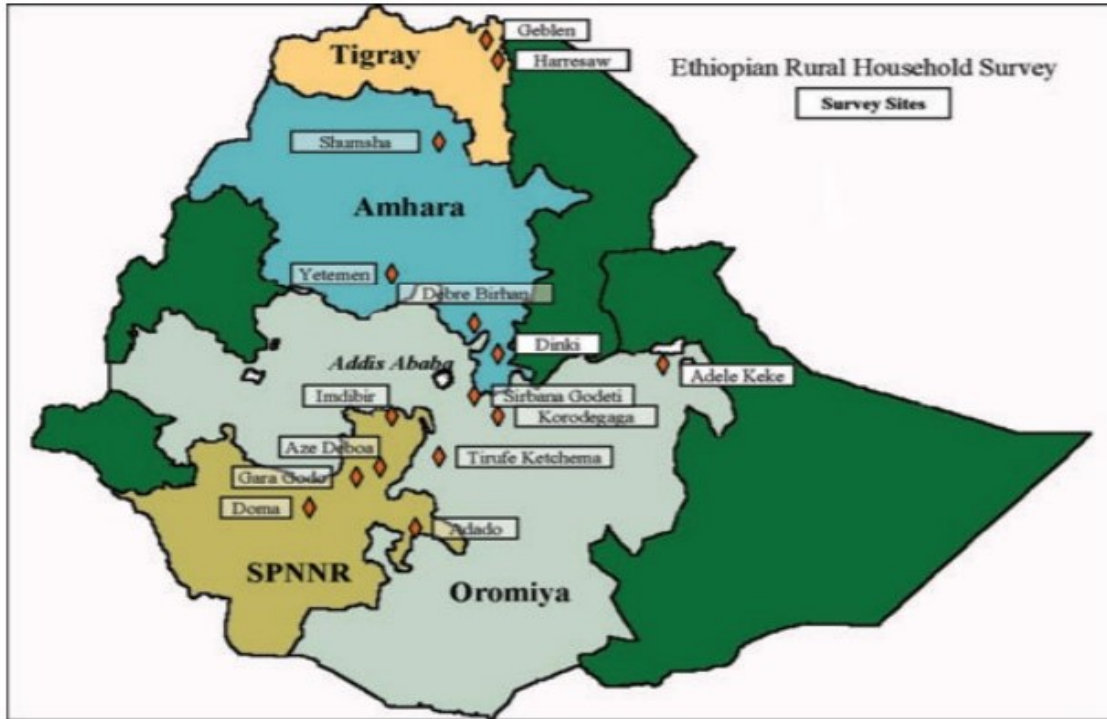 Geblen
Tigray
Harresaw
Ethiopian Rural Household Survey
Survey Sites
Shumsha
Amhara
Yetemen
Debre Birhan
Dinki
Addis Ababa
Adele Keke
Imdibir
Sirbana Godeti
Korodegaga
Aze Deboa
Tirufe Ketchema
Gara Godo
Doma
Adado
SPNNR
Oromiya